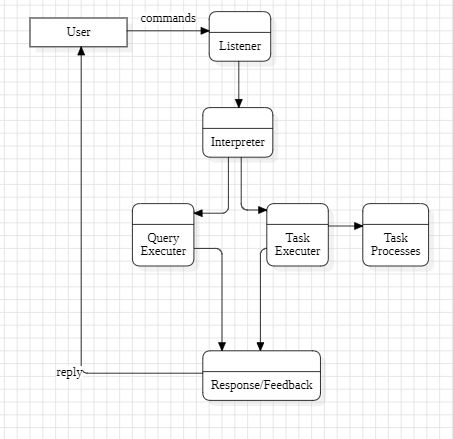 commands
User
Listener
Interpreter
Query
Executer
Task
Executer
Task
Processes
reply
Response/Feedback